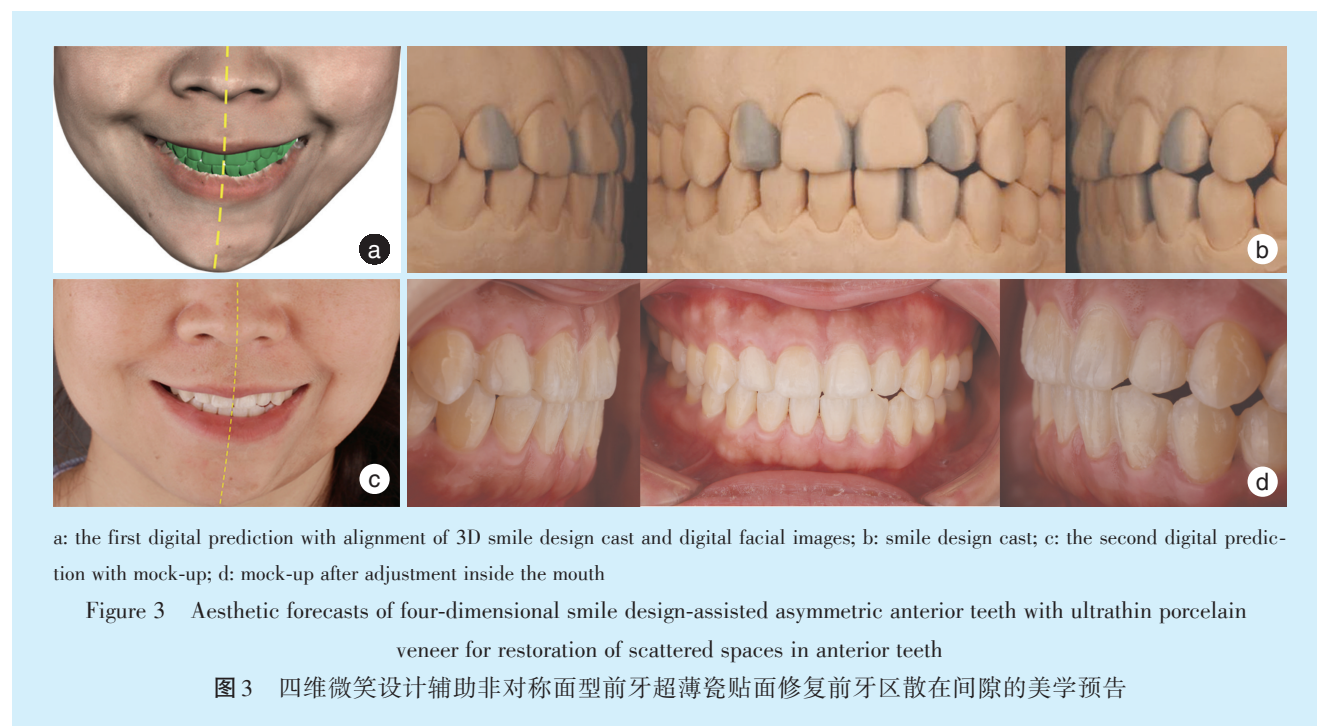 a
b
c
d
a: the first digital prediction with alignment of 3D smile design cast and digital facial images; b: smile design cast; c: the second digital predic-
tion with mock-up; d: mock-up after adjustment inside the mouth
Figure 3 Aesthetic forecasts of four-dimensional smile design-assisted asymmetric anterior teeth with ultrathin porcelain
veneer for restoration of scattered spaces in anterior teeth
图3 四维微笑设计辅助非对称面型前牙超薄瓷贴面修复前牙区散在间隙的美学预告